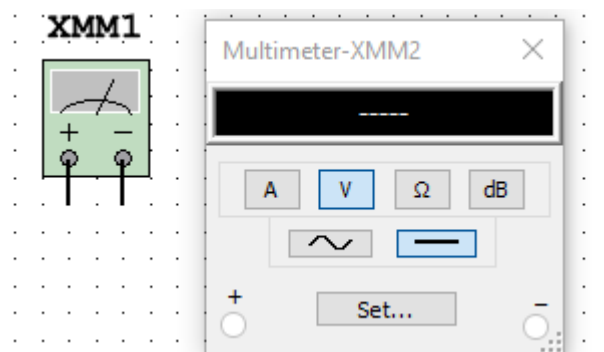 XMM1
Multimeter-XMM2
-----
A V Ω dB
+ −
Set...
+ −